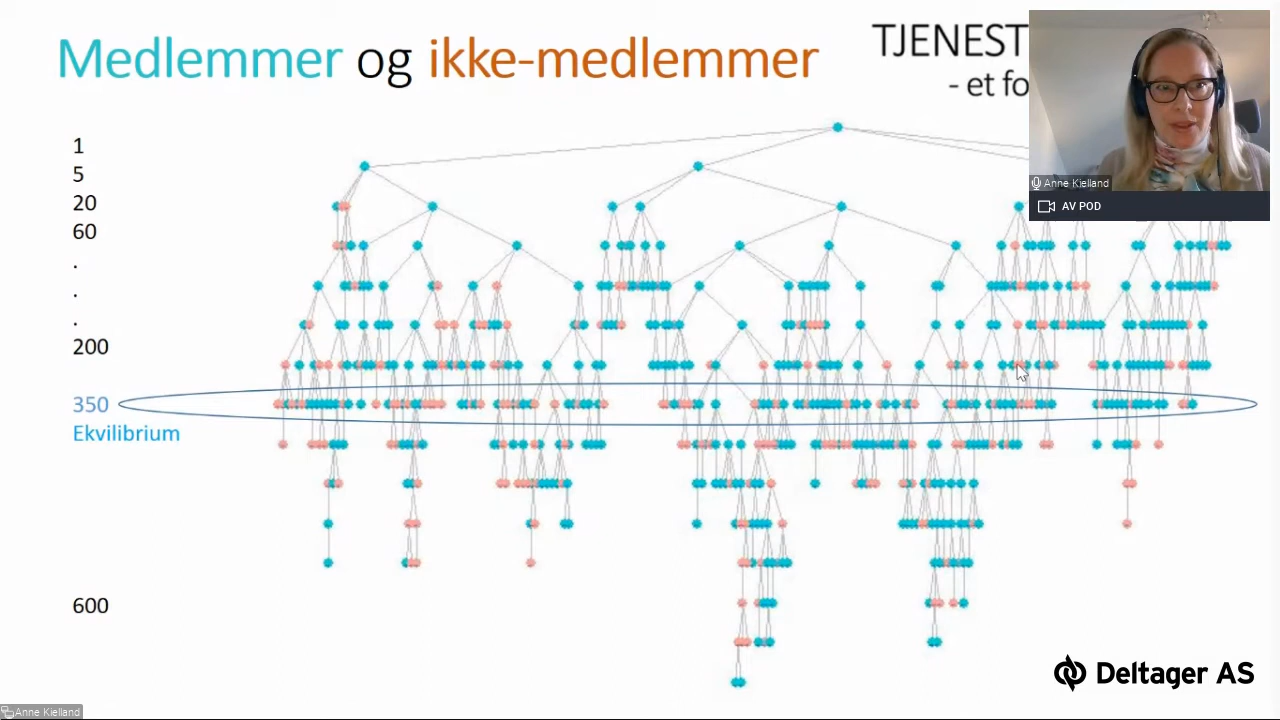 Medlemmer og ikke-medlemmer
TJENEST
- et fo
1
5
20
60
.
.
.
200
350
Ekvilibrium
600
Anne Kielland
AV POD
Deltager AS
Anne Kielland